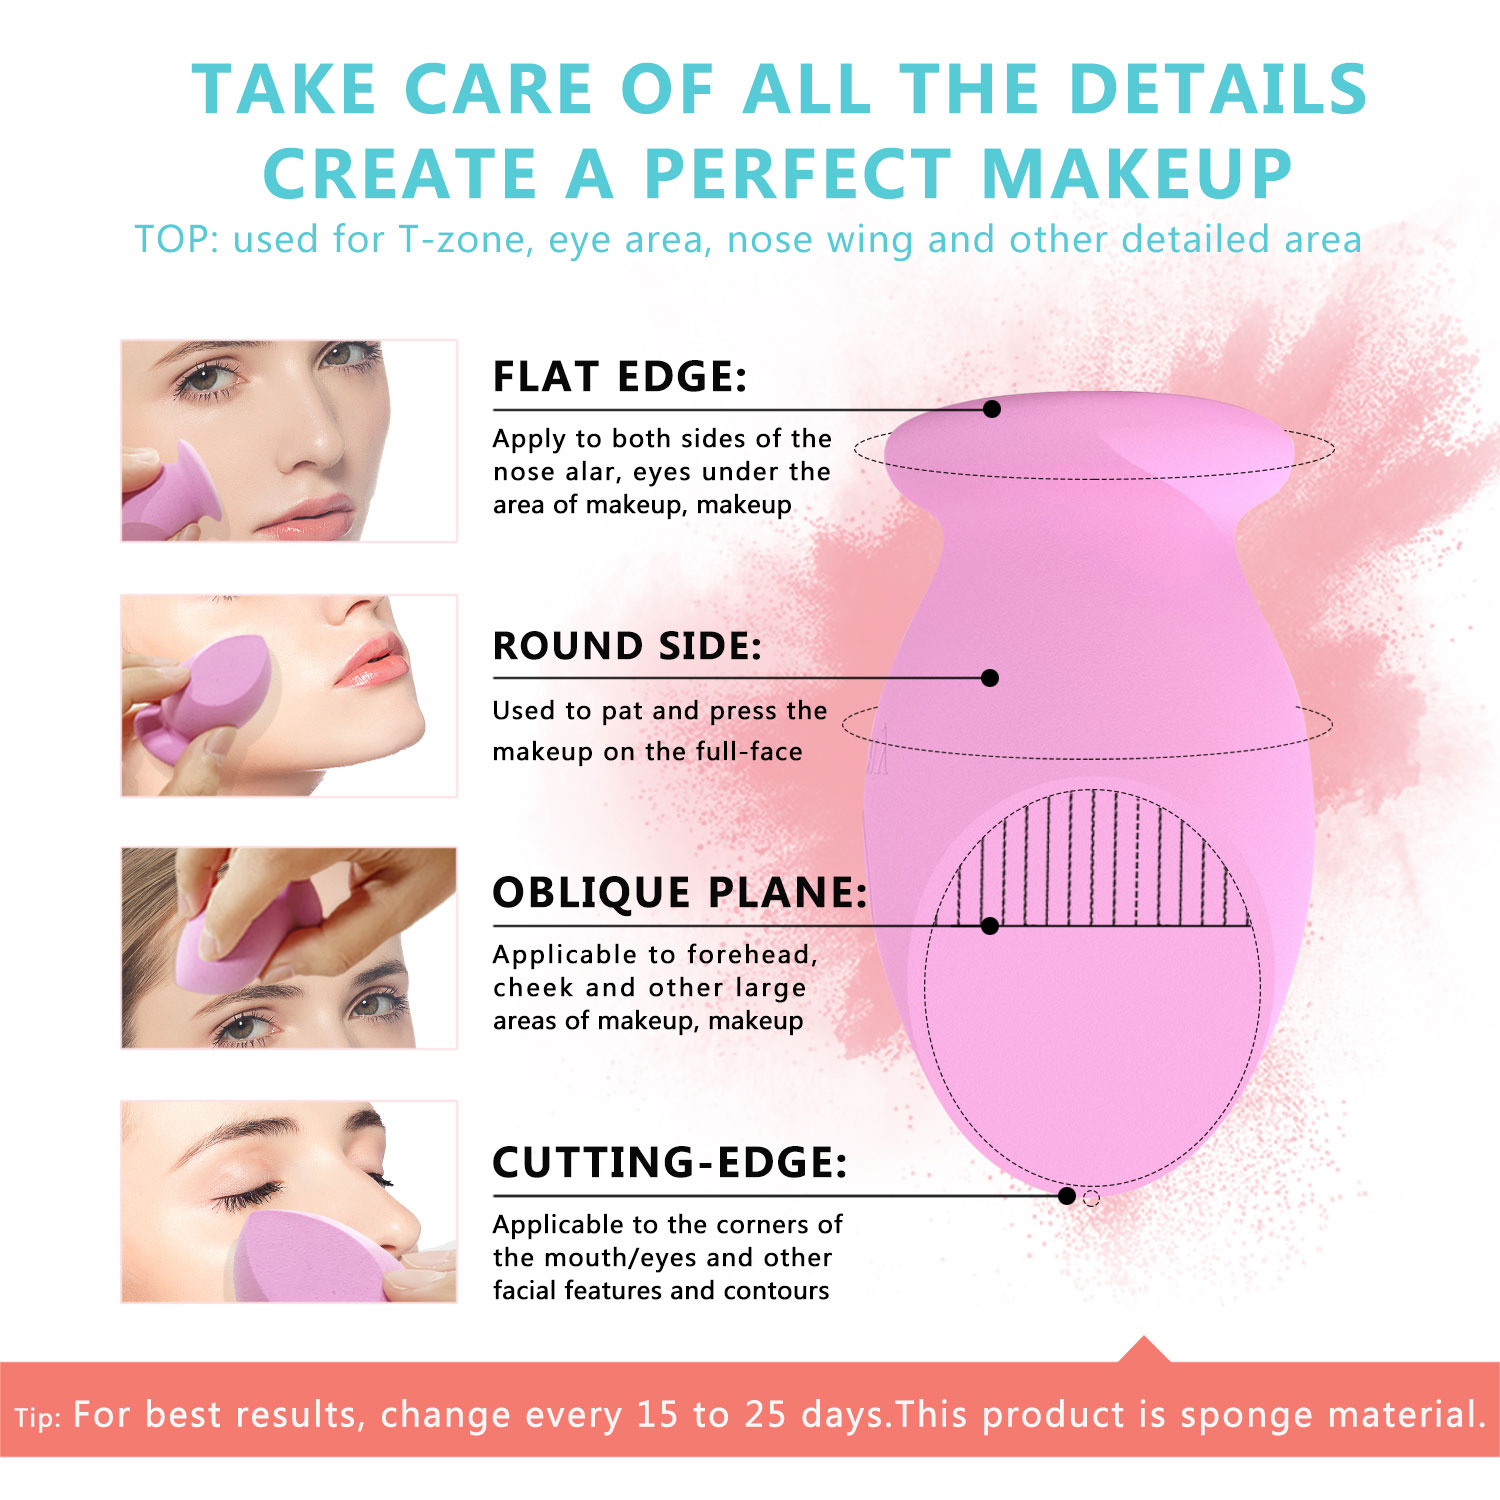 TAKE CARE OF ALL THE DETAILS
CREATE A PERFECT MAKEUP
TOP: used for T-zone, eye area, nose wing and other detailed area
FLAT EDGE:
Apply to both sides of the
nose alar, eyes under the
area of makeup, makeup
ROUND SIDE:
Used to pat and press the
makeup on the full-face
OBLIQUE PLANE:
Applicable to forehead,
cheek and other large
areas of makeup, makeup
CUTTING-EDGE:
Applicable to the corners of
the mouth/eyes and other
facial features and contours
Tip: For best results, change every 15 to 25 days.This product is sponge material.